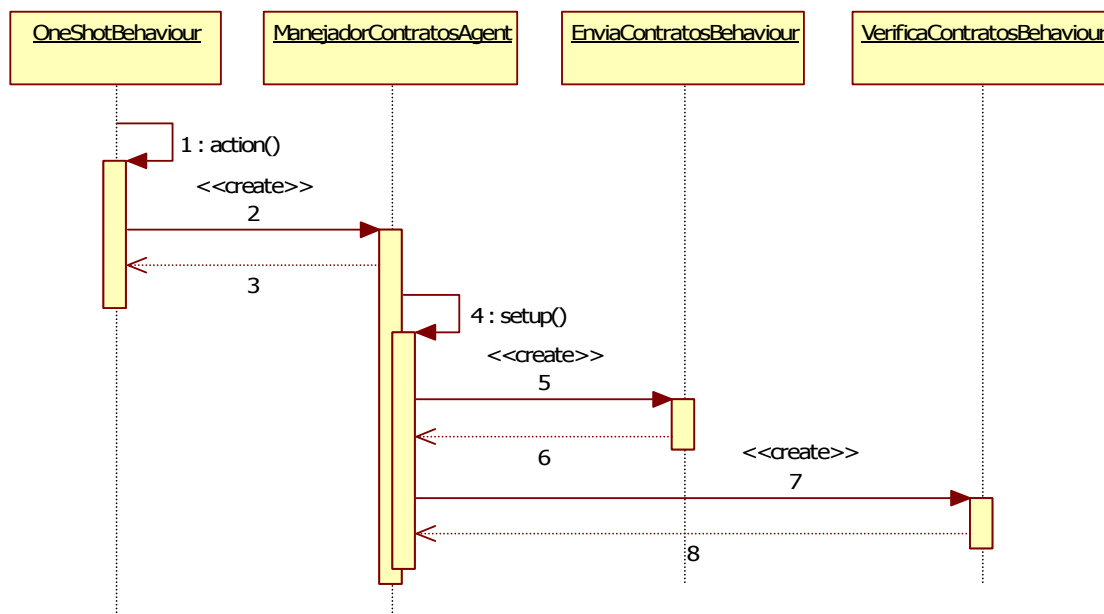 OneShotBehaviour
ManejadorContratosAgent
EnviaContratosBehaviour
VerificaContratosBehaviour
1 : action()
<<create>>
2
3
4 : setup()
<<create>>
5
6
<<create>>
7
8